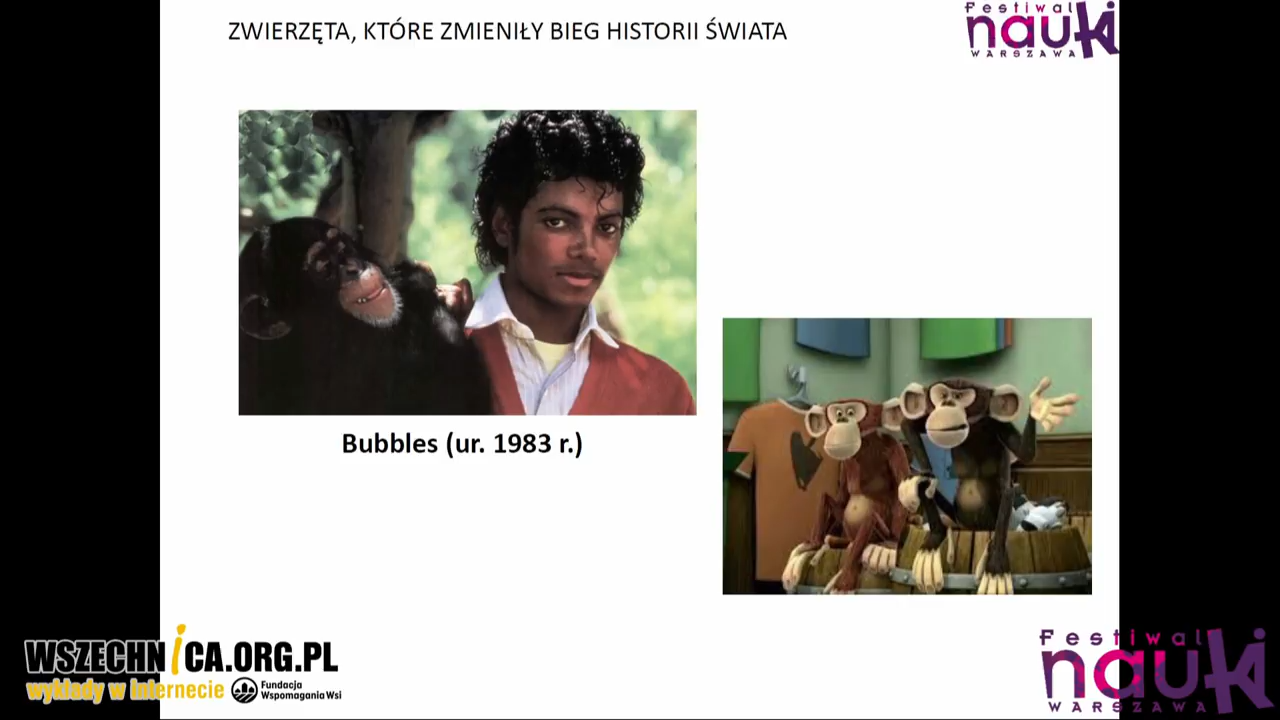 ZWIERZĘTA, KTÓRE ZMIENIŁY BIEG HISTORII ŚWIATA
Festiwal
nauki
WARSZAWA
Bubbles (ur. 1983 r.)
WSZECHNICA.ORG.PL
wykłady w Internecie
Fundacja
Wspomagania Wsi
Festiwal
nauki
WARSZAWA